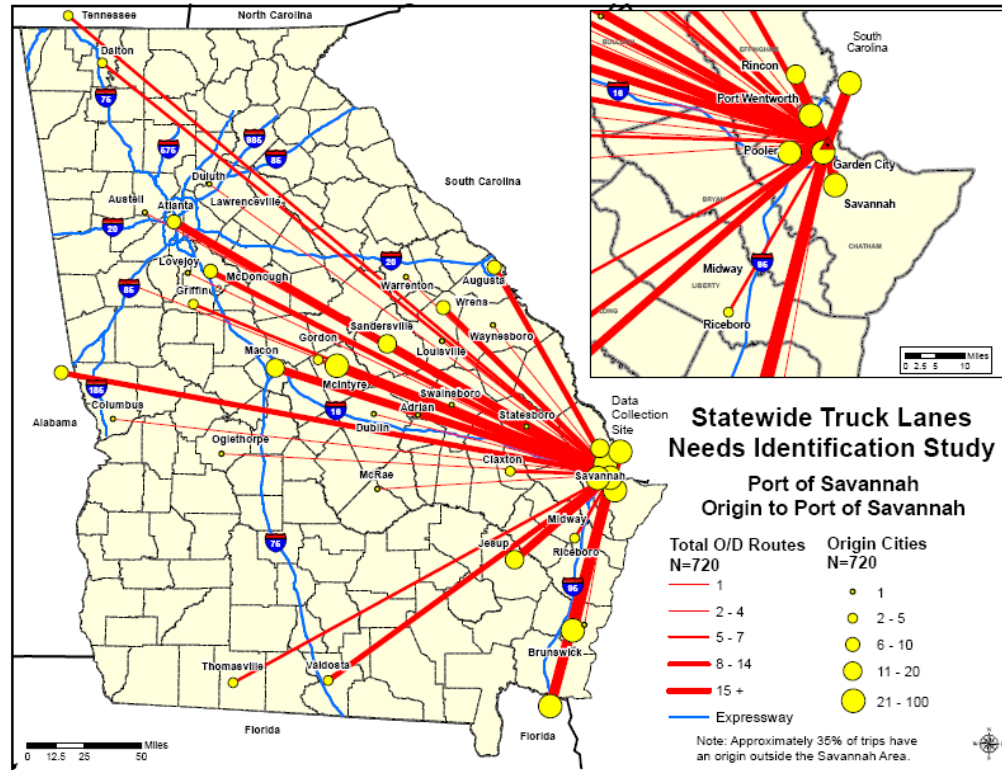 Tennessee
North Carolina
Dalton
75
575
985
85
Duluth
South Carolina
Austell
Atlanta
Lawrenceville
20
Lovejoy
McDonough
20
Warrenton
Augusta
85
Griffin
Wrens
Sandersville
Waynesboro
Gordon
Louisville
Macon
McIntyre
Swainsboro
185
Adrian
Statesboro
Columbus
16
Dublin
Data
Collection
Site
Alabama
Oglethorpe
Claxton
Savannah
McRae
Midway
75
Jesup
Riceboro
95
Brunswick
Thomasville
Valdosta
Florida
Florida
0 12.5 25 50
Miles
BULLOCH
EFFINGHAM
South
Carolina
Rincon
16
Port Wentworth
Pooler
Garden City
Savannah
BRYAN
CHATHAM
Midway
95
LIBERTY
LONG
Riceboro
Miles
0 2.5 5 10
Statewide Truck Lanes
Needs Identification Study
Port of Savannah
Origin to Port of Savannah
Total O/D Routes
N=720
1
2 - 4
5 - 7
8 - 14
15 +
Expressway
Origin Cities
N=720
1
2 - 5
6 - 10
11 - 20
21 - 100
Note: Approximately 35% of trips have
an origin outside the Savannah Area.